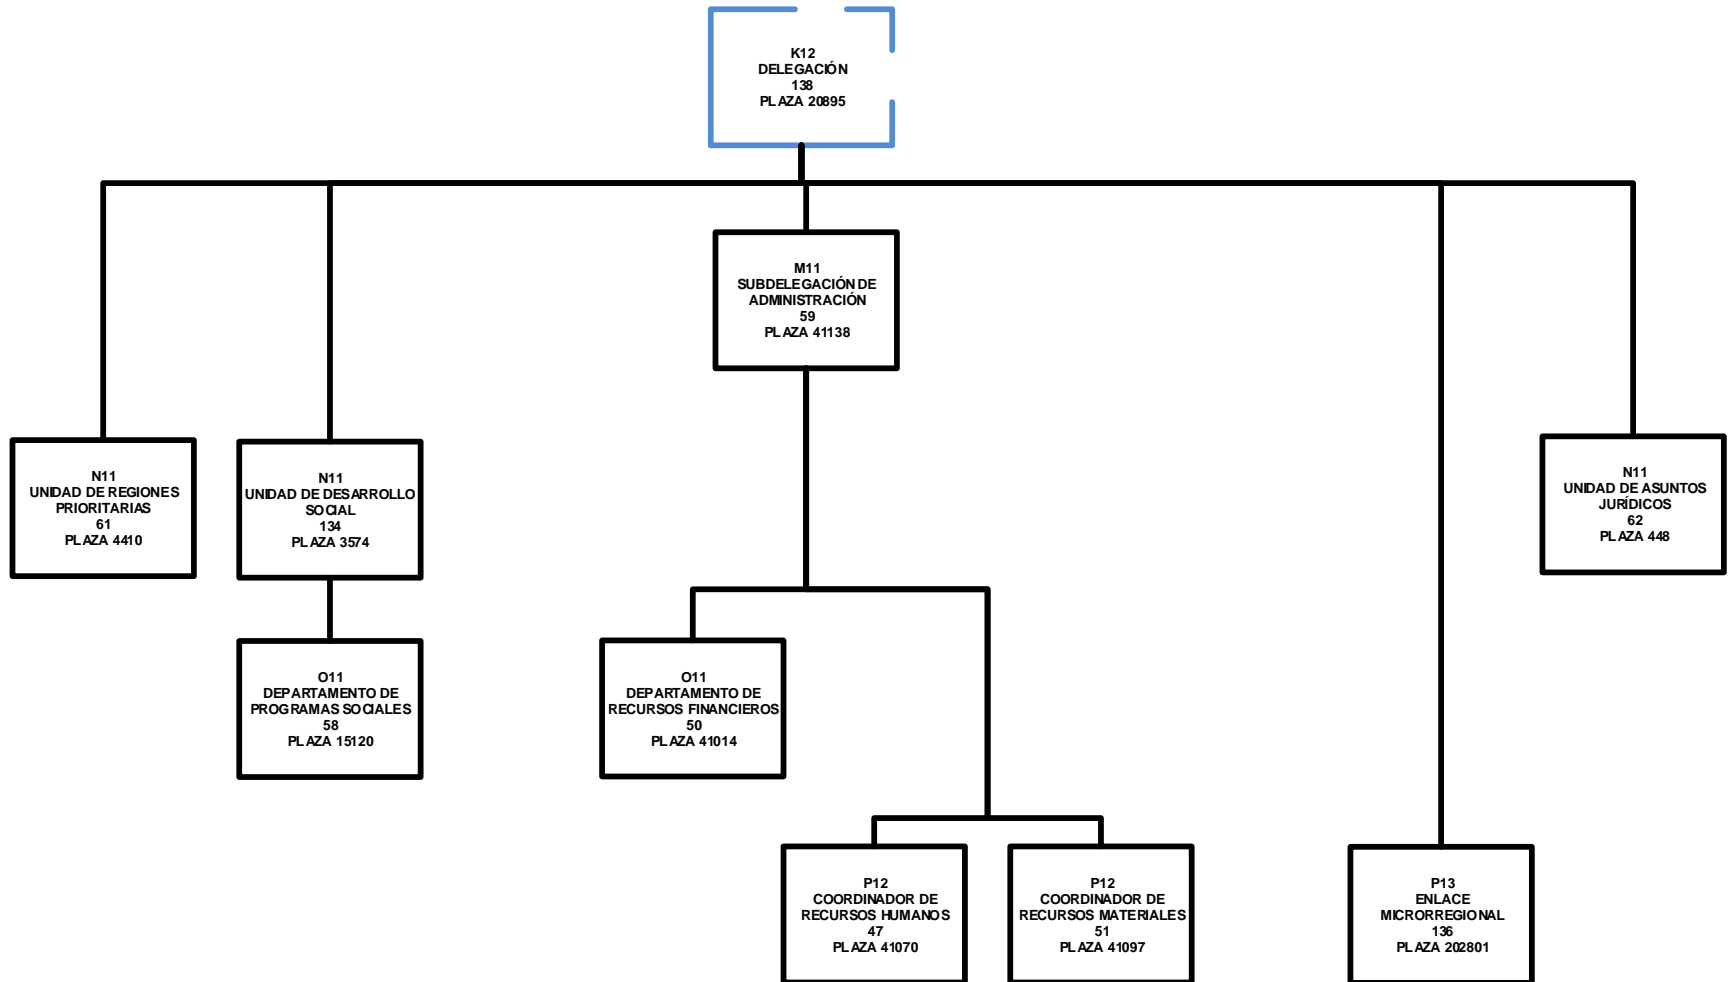 K12
DELEGACIÓN
138
PLAZA 20895
M11
SUBDELEGACIÓN DE
ADMINISTRACIÓN
59
PLAZA 41138
N11
UNIDAD DE REGIONES
PRIORITARIAS
61
PLAZA 4410
N11
UNIDAD DE DESARROLLO
SOCIAL
134
PLAZA 3574
N11
UNIDAD DE ASUNTOS
JURÍDICOS
62
PLAZA 448
O11
DEPARTAMENTO DE
PROGRAMAS SOCIALES
58
PLAZA 15120
O11
DEPARTAMENTO DE
RECURSOS FINANCIEROS
50
PLAZA 41014
P12
COORDINADOR DE
RECURSOS HUMANOS
47
PLAZA 41070
P12
COORDINADOR DE
RECURSOS MATERIALES
51
PLAZA 41097
P13
ENLACE
MICRORREGIONAL
136
PLAZA 202801